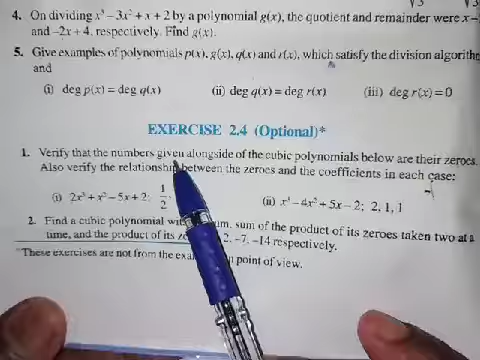 √3 √3
4. On dividing x³ – 3x² + x + 2 by a polynomial g(x), the quotient and remainder were x –
and –2x + 4, respectively. Find g(x).
5. Give examples of polynomials p(x), g(x), q(x) and r(x), which satisfy the division algorith
and
(i) deg p(x) = deg q(x) (ii) deg q(x) = deg r(x) (iii) deg r(x) = 0
EXERCISE 2.4 (Optional)*
1. Verify that the numbers given alongside of the cubic polynomials below are their zeroes.
Also verify the relationship between the zeroes and the coefficients in each case:
(i) 2x³ + x² – 5x + 2; 1/2, (ii) x³ – 4x² + 5x – 2; 2, 1, 1
2. Find a cubic polynomial with sum, sum of the product of its zeroes taken two at a
time, and the product of its 2, –7, –14 respectively.
*These exercises are not from the point of view.